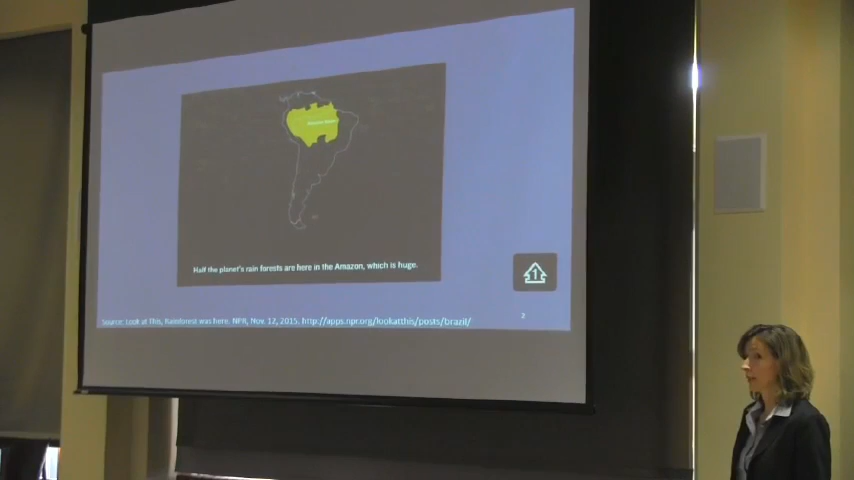 Half the planet's rain forests are here in the Amazon, which is huge.
1
Source: Look at This, Rainforest was here. NPR, Nov. 12, 2015. http://apps.npr.org/lookatthis/posts/brazil/
2